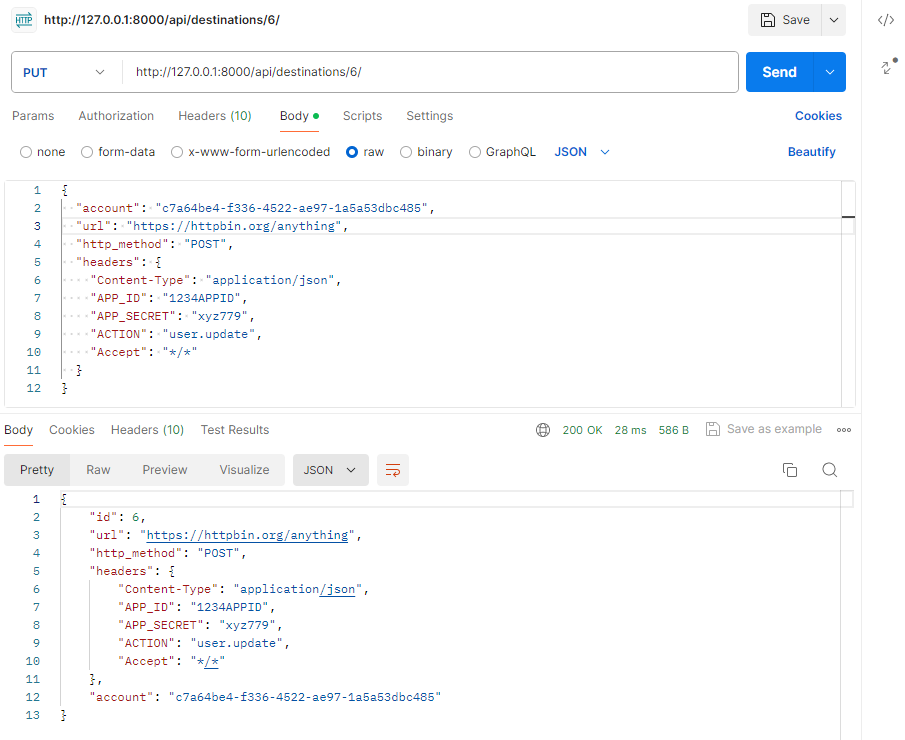 HTTP http://127.0.0.1:8000/api/destinations/6/ Save </>
PUT http://127.0.0.1:8000/api/destinations/6/ Send
Params Authorization Headers (10) Body Scripts Settings Cookies
none form-data x-www-form-urlencoded raw binary GraphQL JSON Beautify
1 {
2 "account": "c7a64be4-f336-4522-ae97-1a5a53dbc485",
3 "url": "https://httpbin.org/anything",
4 "http_method": "POST",
5 "headers": {
6 "Content-Type": "application/json",
7 "APP_ID": "1234APPID",
8 "APP_SECRET": "xyz779",
9 "ACTION": "user.update",
10 "Accept": "*/*"
11 }
12 }
Body Cookies Headers (10) Test Results 200 OK 28 ms 586 B Save as example
Pretty Raw Preview Visualize JSON
1 {
2 "id": 6,
3 "url": "https://httpbin.org/anything",
4 "http_method": "POST",
5 "headers": {
6 "Content-Type": "application/json",
7 "APP_ID": "1234APPID",
8 "APP_SECRET": "xyz779",
9 "ACTION": "user.update",
10 "Accept": "*/*"
11 },
12 "account": "c7a64be4-f336-4522-ae97-1a5a53dbc485"
13 }